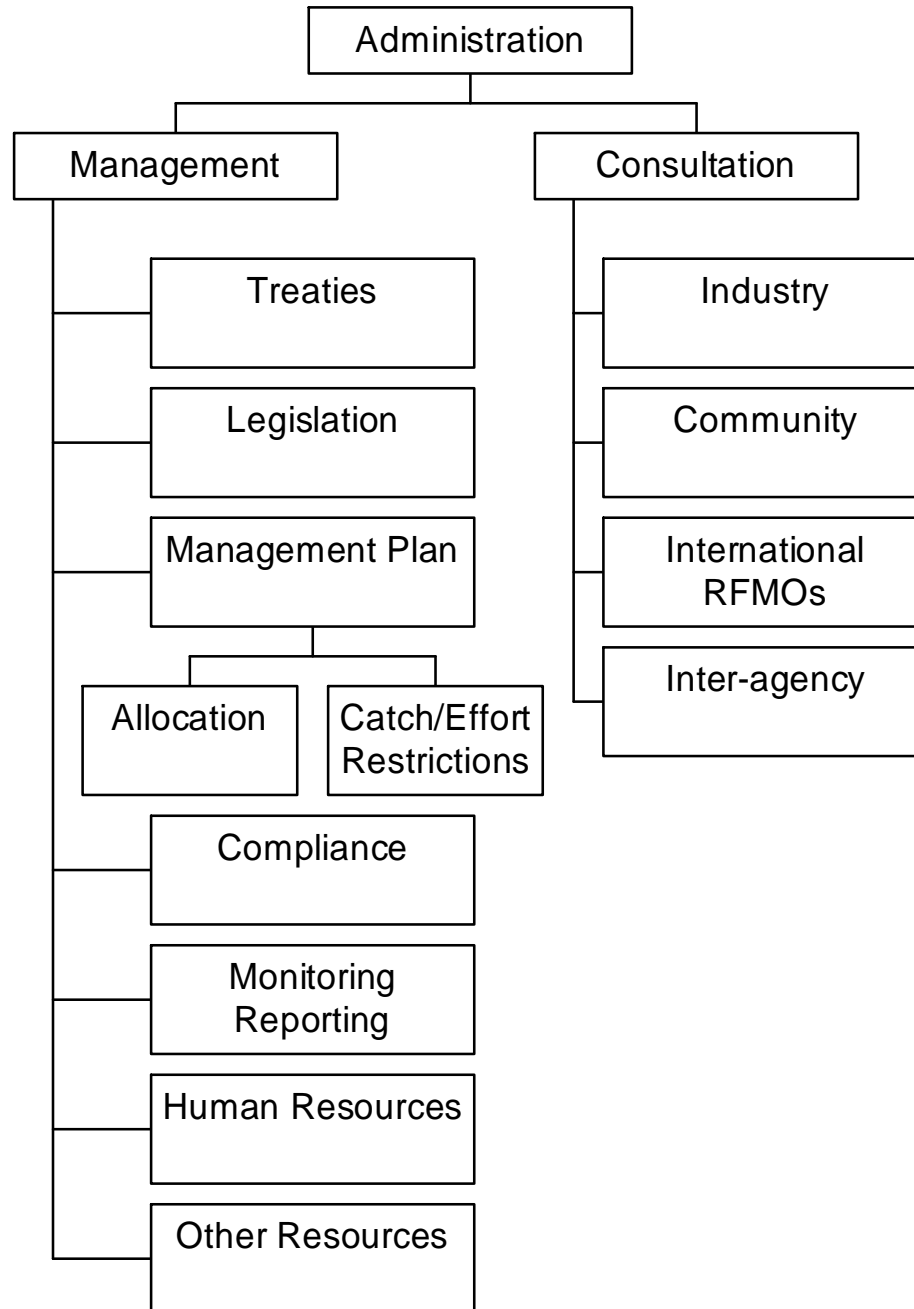 Administration
Management
Consultation
Treaties
Legislation
Management Plan
Allocation
Catch/Effort
Restrictions
Compliance
Monitoring
Reporting
Human Resources
Other Resources
Industry
Community
International
RFMOs
Inter-agency